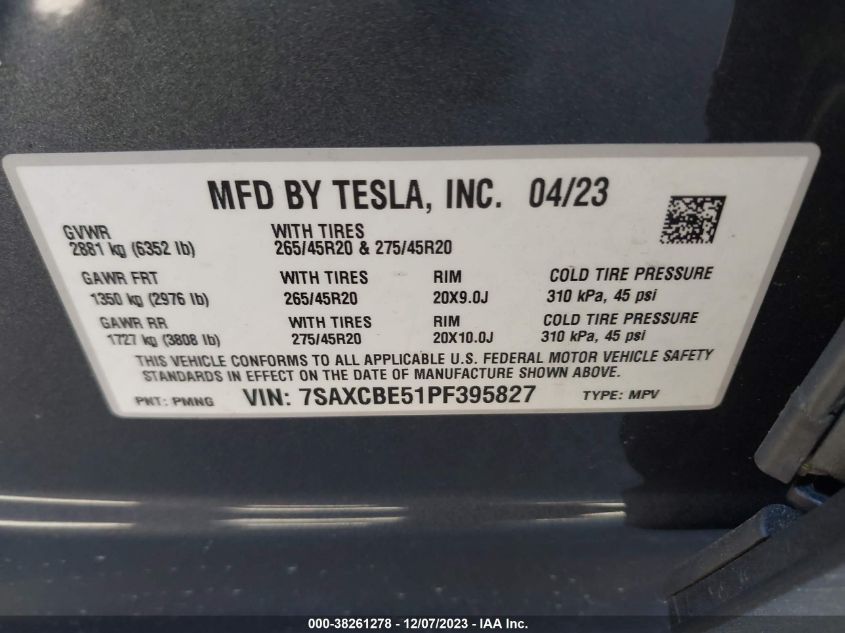 MFD BY TESLA, INC. 04/23
GVWR WITH TIRES
2881 kg (6352 lb) 265/45R20 & 275/45R20
GAWR FRT WITH TIRES RIM COLD TIRE PRESSURE
1350 kg (2976 lb) 265/45R20 20X9.0J 310 kPa, 45 psi
GAWR RR WITH TIRES RIM COLD TIRE PRESSURE
1727 kg (3808 lb) 275/45R20 20X10.0J 310 kPa, 45 psi
THIS VEHICLE CONFORMS TO ALL APPLICABLE U.S. FEDERAL MOTOR VEHICLE SAFETY
STANDARDS IN EFFECT ON THE DATE OF MANUFACTURE SHOWN ABOVE.
PNT: PMNG VIN: 7SAXCBE51PF395827 TYPE: MPV
000-38261278 - 12/07/2023 - IAA Inc.